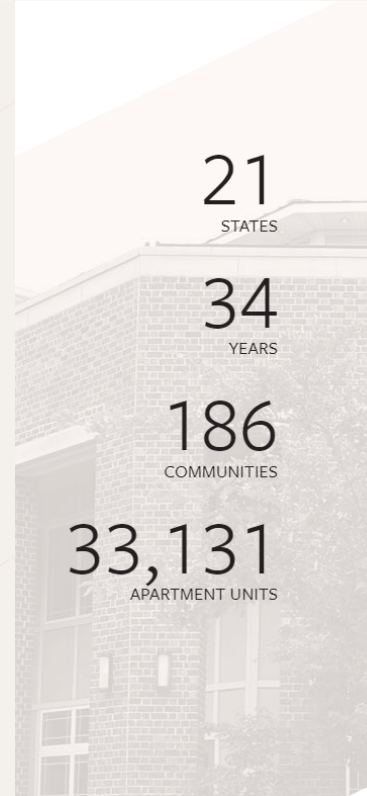 21
STATES
34
YEARS
186
COMMUNITIES
33,131
APARTMENT UNITS